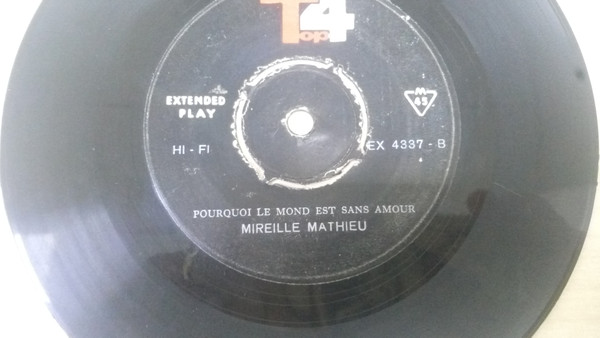 Top 4
EXTENDED PLAY
M 45
HI - FI
EX 4337 - B
POURQUOI LE MOND EST SANS AMOUR
MIREILLE MATHIEU